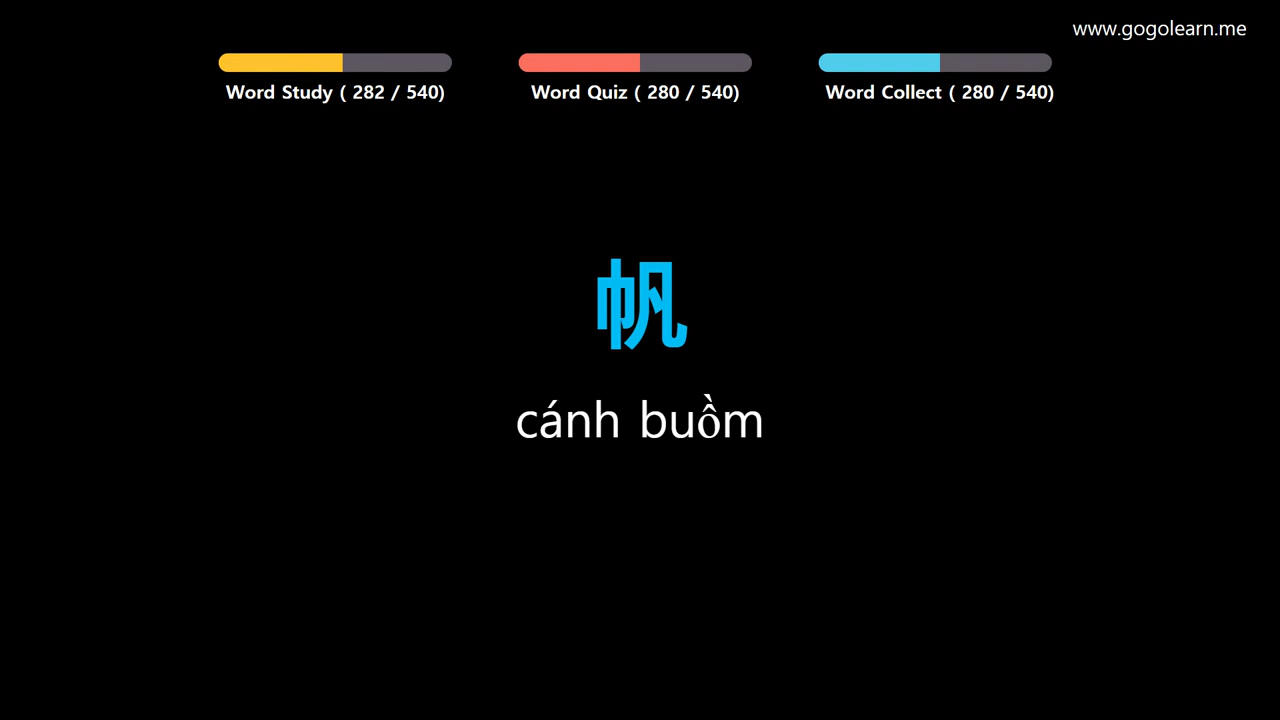 www.gogolearn.me
Word Study ( 282 / 540)
Word Quiz ( 280 / 540)
Word Collect ( 280 / 540)
帆
cánh buồm